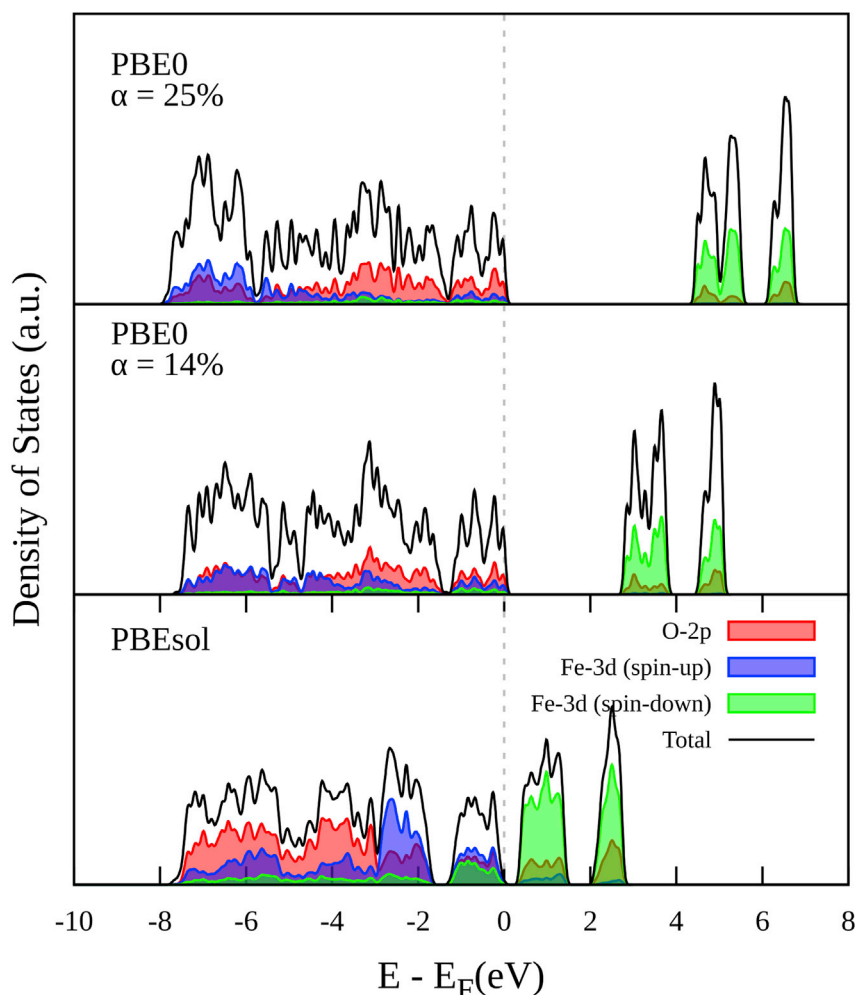 PBE0
α = 25%
PBE0
α = 14%
Density of States (a.u.)
PBEsol
O-2p
Fe-3d (spin-up)
Fe-3d (spin-down)
Total
-10 -8 -6 -4 -2 0 2 4 6 8
E - E_F(eV)